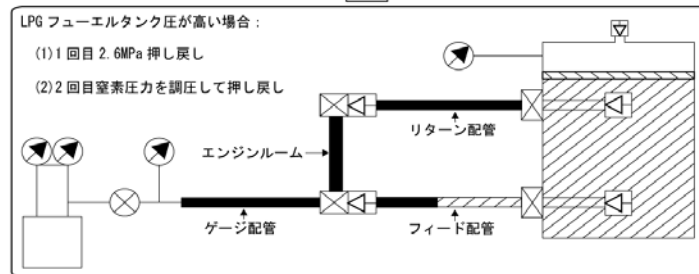 LPG フューエルタンク圧が高い場合：
(1)1 回目 2.6MPa 押し戻し
(2)2 回目窒素圧力を調圧して押し戻し
リターン配管
エンジンルーム
ゲージ配管
フィード配管